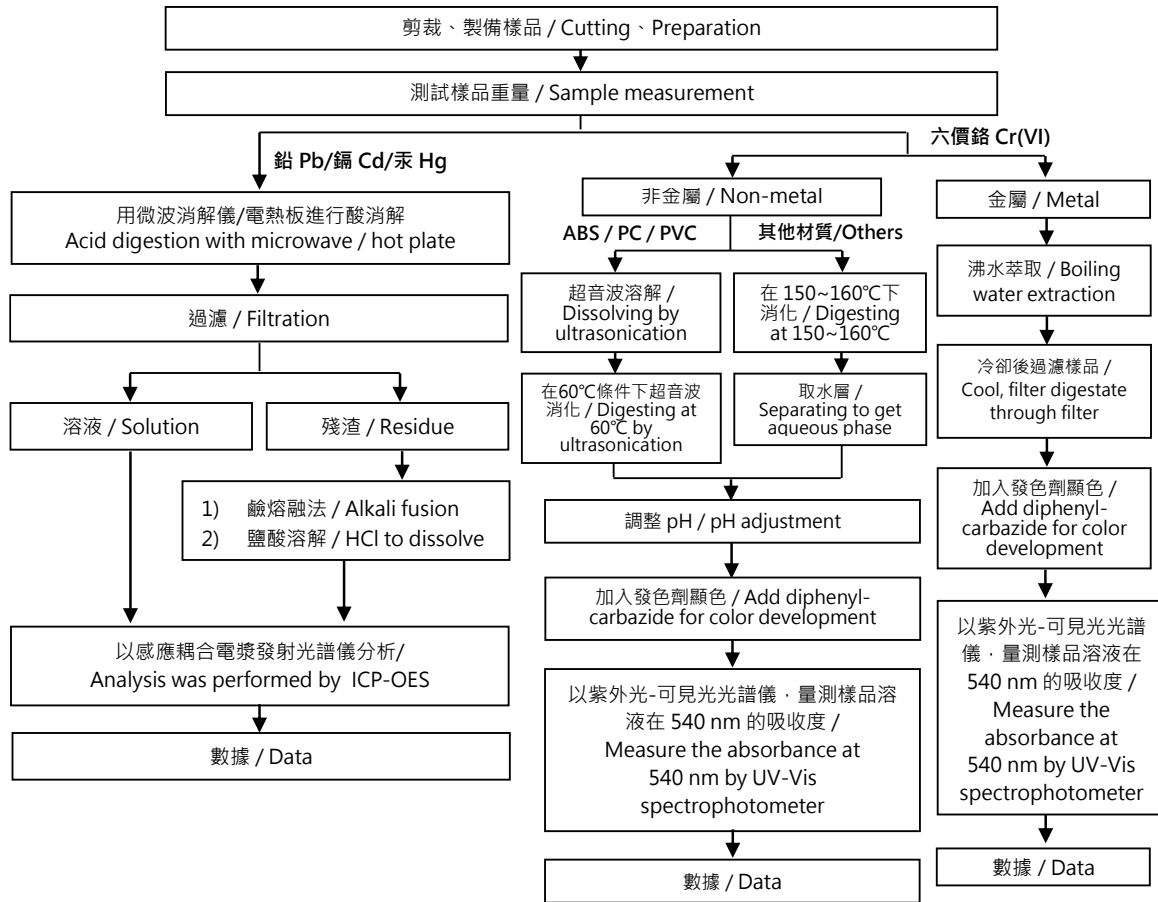 剪裁、製備樣品 / Cutting、Preparation
測試樣品重量 / Sample measurement
鉛 Pb/鎘 Cd/汞 Hg
六價鉻 Cr(VI)
用微波消解儀/電熱板進行酸消解
Acid digestion with microwave / hot plate
過濾 / Filtration
溶液 / Solution
殘渣 / Residue
1) 鹼熔融法 / Alkali fusion
2) 鹽酸溶解 / HCl to dissolve
以感應耦合電漿發射光譜儀分析/
Analysis was performed by ICP-OES
數據 / Data
非金屬 / Non-metal
ABS / PC / PVC
其他材質/Others
超音波溶解 /
Dissolving by
ultrasonication
在60℃條件下超音波
消化 / Digesting at
60℃ by
ultrasonication
在 150~160℃下
消化 / Digesting
at 150~160℃
取水層 /
Separating to get
aqueous phase
調整 pH / pH adjustment
加入發色劑顯色 / Add diphenyl-
carbazide for color development
以紫外光-可見光光譜儀，量測樣品溶
液在 540 nm 的吸收度 /
Measure the absorbance at
540 nm by UV-Vis
spectrophotometer
數據 / Data
金屬 / Metal
沸水萃取 / Boiling
water extraction
冷卻後過濾樣品 /
Cool, filter digestate
through filter
加入發色劑顯色 /
Add diphenyl-
carbazide for color
development
以紫外光-可見光光譜
儀，量測樣品溶液在
540 nm 的吸收度 /
Measure the
absorbance at
540 nm by UV-Vis
spectrophotometer
數據 / Data